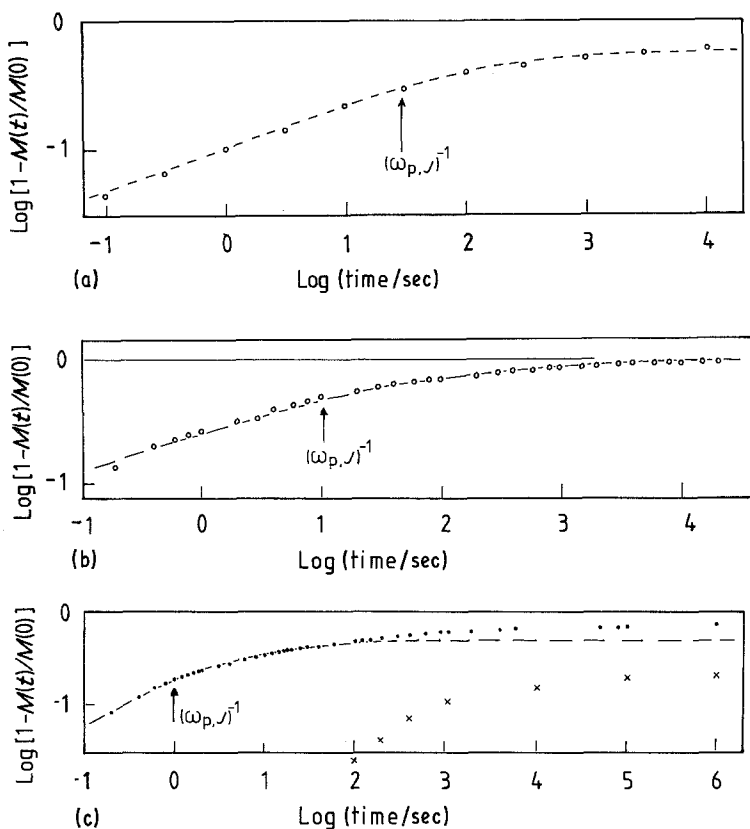 Log [1-M(t)/M(0)]
0
-1
(ωp,J)⁻¹
-1 0 1 2 3 4
(a) Log (time/sec)
Log [1-M(t)/M(0)]
0
-1
(ωp,J)⁻¹
-1 0 1 2 3 4
(b) Log (time/sec)
Log [1-M(t)/M(0)]
0
-1
(ωp,J)⁻¹
-1 0 1 2 3 4 5 6
(c) Log (time/sec)